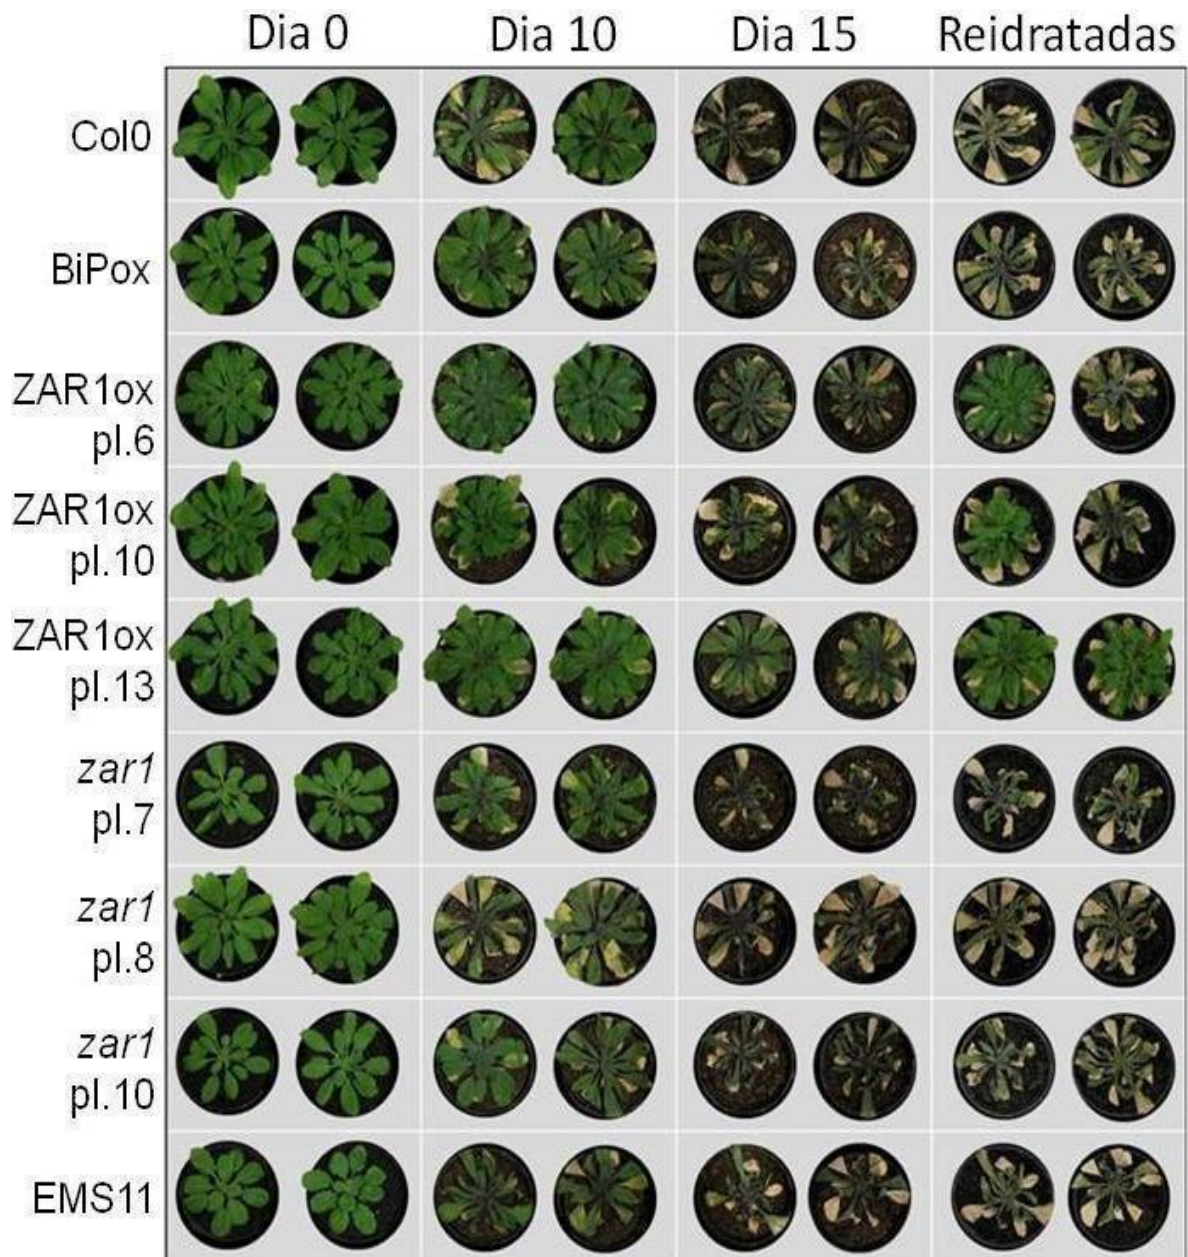 Dia 0 Dia 10 Dia 15 Reidratadas
Col0
BiPox
ZAR1ox
pl.6
ZAR1ox
pl.10
ZAR1ox
pl.13
zar1
pl.7
zar1
pl.8
zar1
pl.10
EMS11